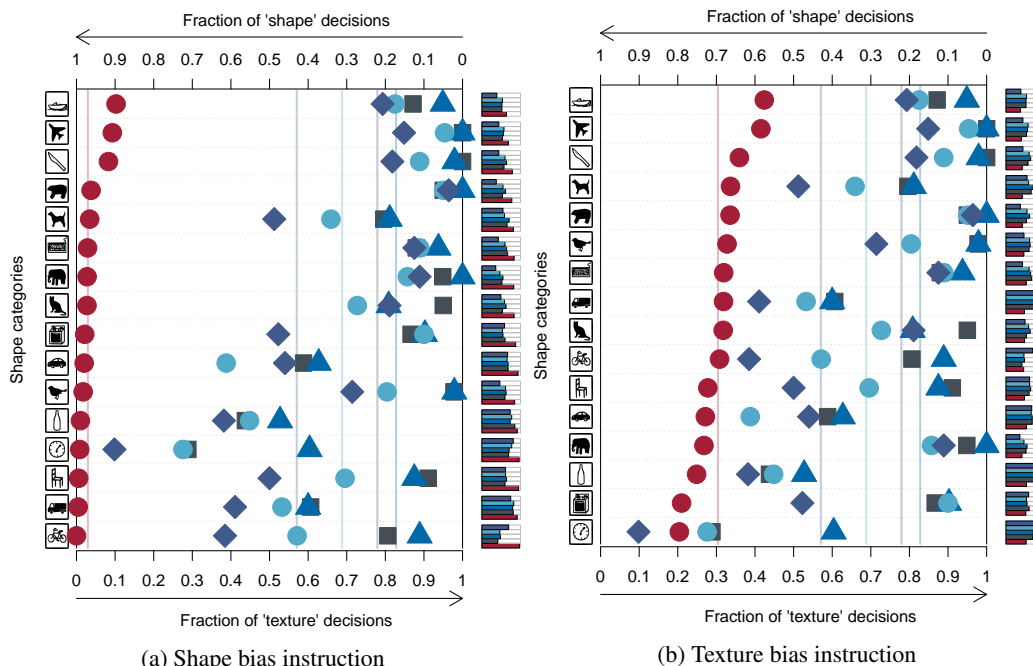 Fraction of 'shape' decisions
1 0.9 0.8 0.7 0.6 0.5 0.4 0.3 0.2 0.1 0
Shape categories
0 0.1 0.2 0.3 0.4 0.5 0.6 0.7 0.8 0.9 1
Fraction of 'texture' decisions
(a) Shape bias instruction
Fraction of 'shape' decisions
1 0.9 0.8 0.7 0.6 0.5 0.4 0.3 0.2 0.1 0
Shape categories
0 0.1 0.2 0.3 0.4 0.5 0.6 0.7 0.8 0.9 1
Fraction of 'texture' decisions
(b) Texture bias instruction